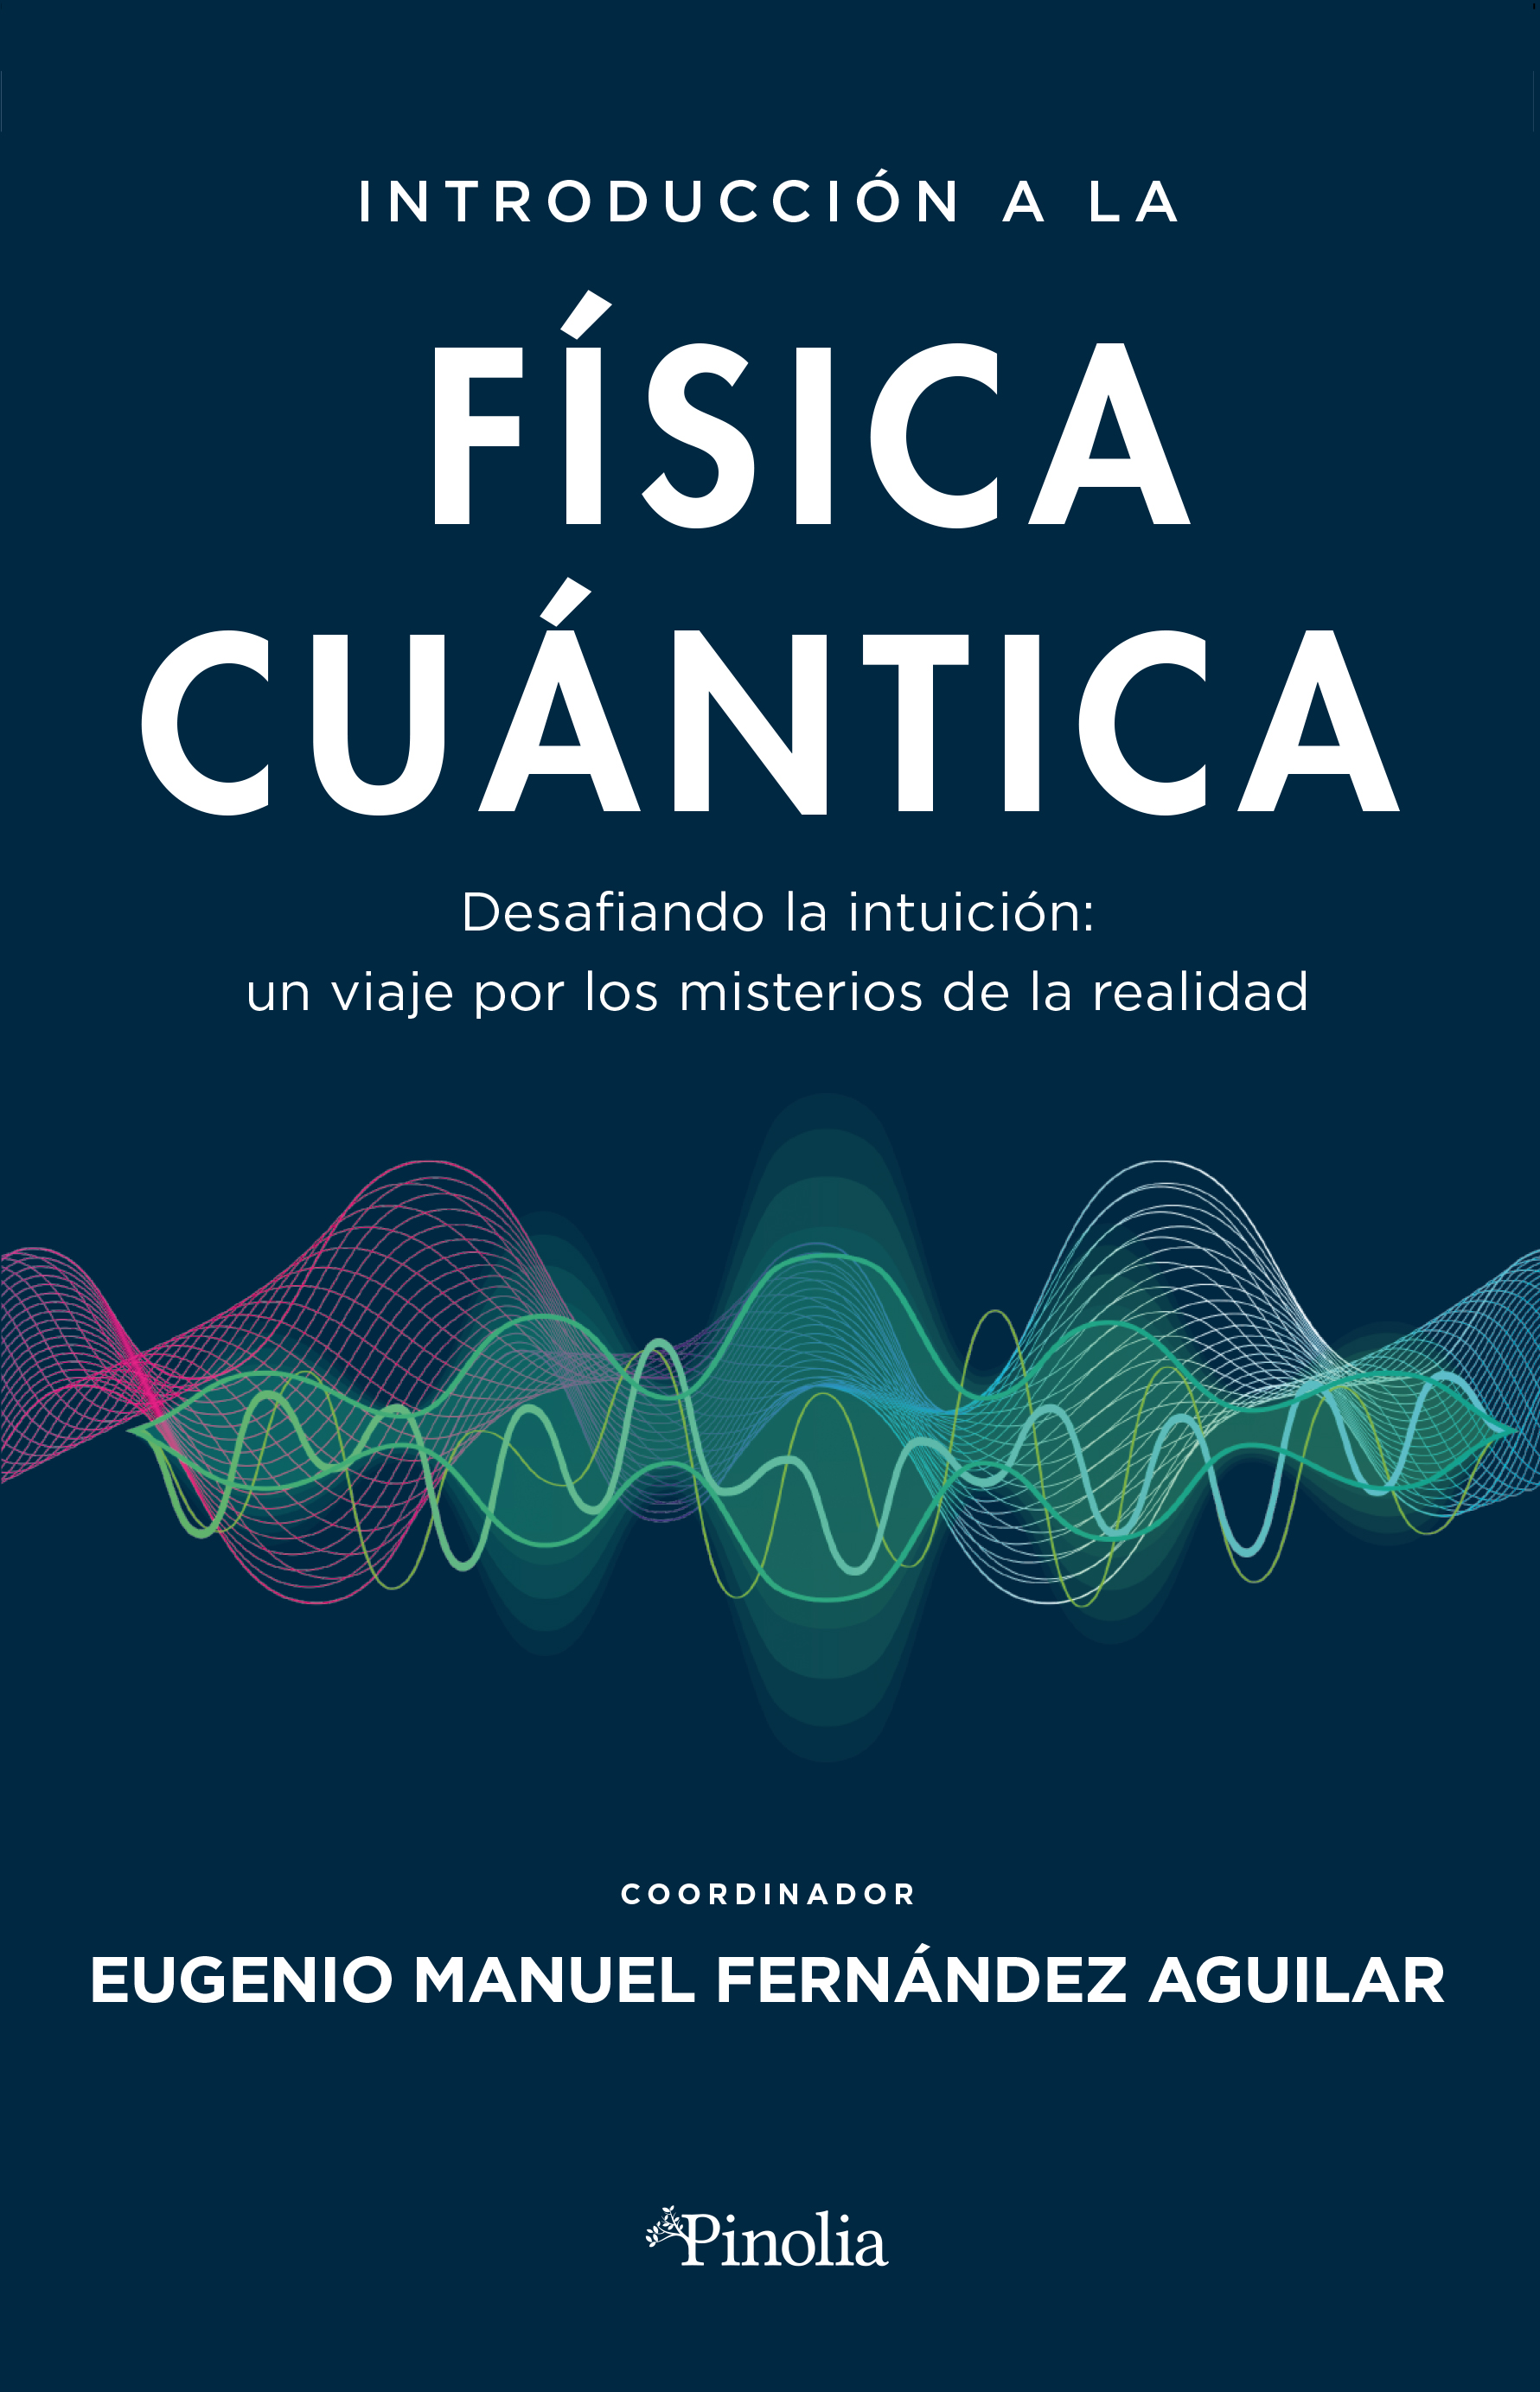 INTRODUCCIÓN A LA
FÍSICA
CUÁNTICA
Desafiando la intuición:
un viaje por los misterios de la realidad
COORDINADOR
EUGENIO MANUEL FERNÁNDEZ AGUILAR
Pinolia